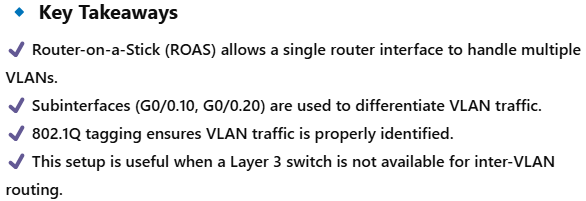 Key Takeaways
Router-on-a-Stick (ROAS) allows a single router interface to handle multiple
VLANs.
Subinterfaces (G0/0.10, G0/0.20) are used to differentiate VLAN traffic.
802.1Q tagging ensures VLAN traffic is properly identified.
This setup is useful when a Layer 3 switch is not available for inter-VLAN
routing.